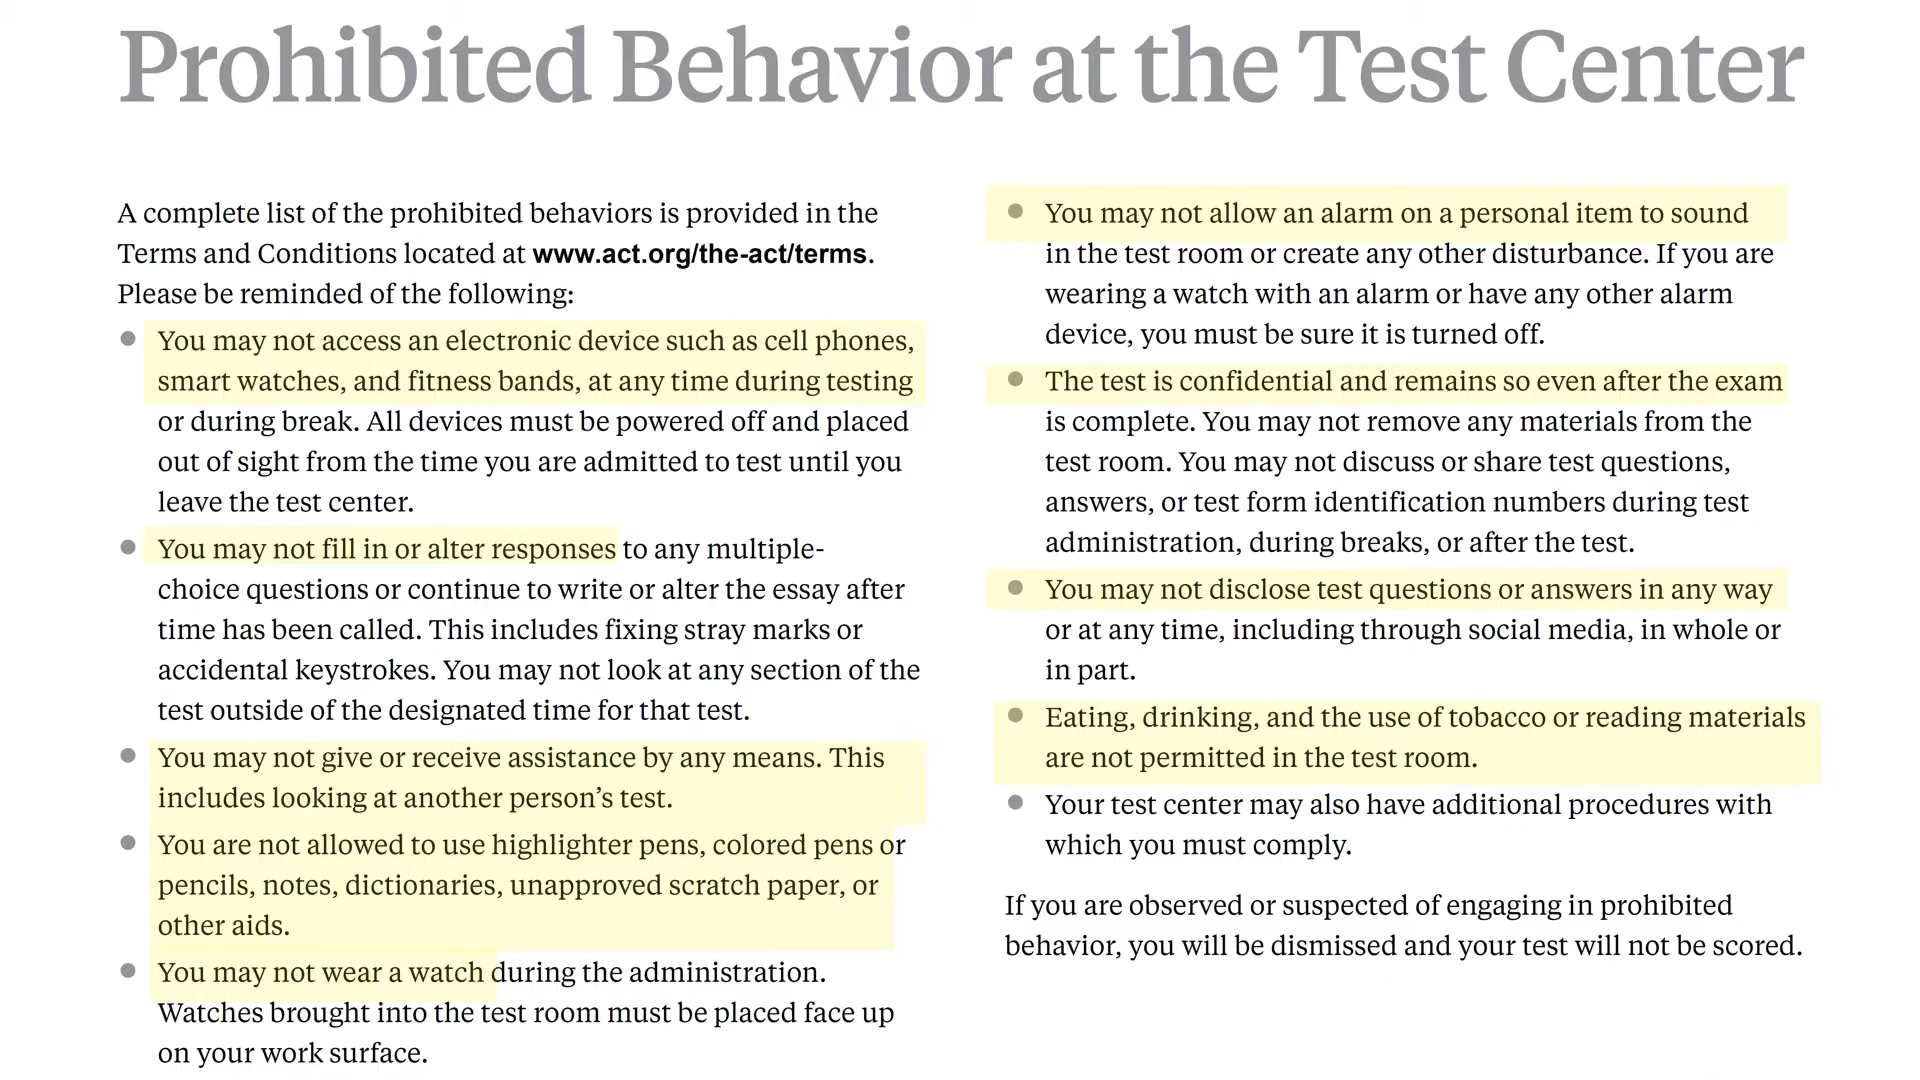 Prohibited Behavior at the Test Center
A complete list of the prohibited behaviors is provided in the
Terms and Conditions located at www.act.org/the-act/terms.
Please be reminded of the following:
● You may not access an electronic device such as cell phones,
smart watches, and fitness bands, at any time during testing
or during break. All devices must be powered off and placed
out of sight from the time you are admitted to test until you
leave the test center.
● You may not fill in or alter responses to any multiple-
choice questions or continue to write or alter the essay after
time has been called. This includes fixing stray marks or
accidental keystrokes. You may not look at any section of the
test outside of the designated time for that test.
● You may not give or receive assistance by any means. This
includes looking at another person’s test.
● You are not allowed to use highlighter pens, colored pens or
pencils, notes, dictionaries, unapproved scratch paper, or
other aids.
● You may not wear a watch during the administration.
Watches brought into the test room must be placed face up
on your work surface.
● You may not allow an alarm on a personal item to sound
in the test room or create any other disturbance. If you are
wearing a watch with an alarm or have any other alarm
device, you must be sure it is turned off.
● The test is confidential and remains so even after the exam
is complete. You may not remove any materials from the
test room. You may not discuss or share test questions,
answers, or test form identification numbers during test
administration, during breaks, or after the test.
● You may not disclose test questions or answers in any way
or at any time, including through social media, in whole or
in part.
● Eating, drinking, and the use of tobacco or reading materials
are not permitted in the test room.
● Your test center may also have additional procedures with
which you must comply.
If you are observed or suspected of engaging in prohibited
behavior, you will be dismissed and your test will not be scored.